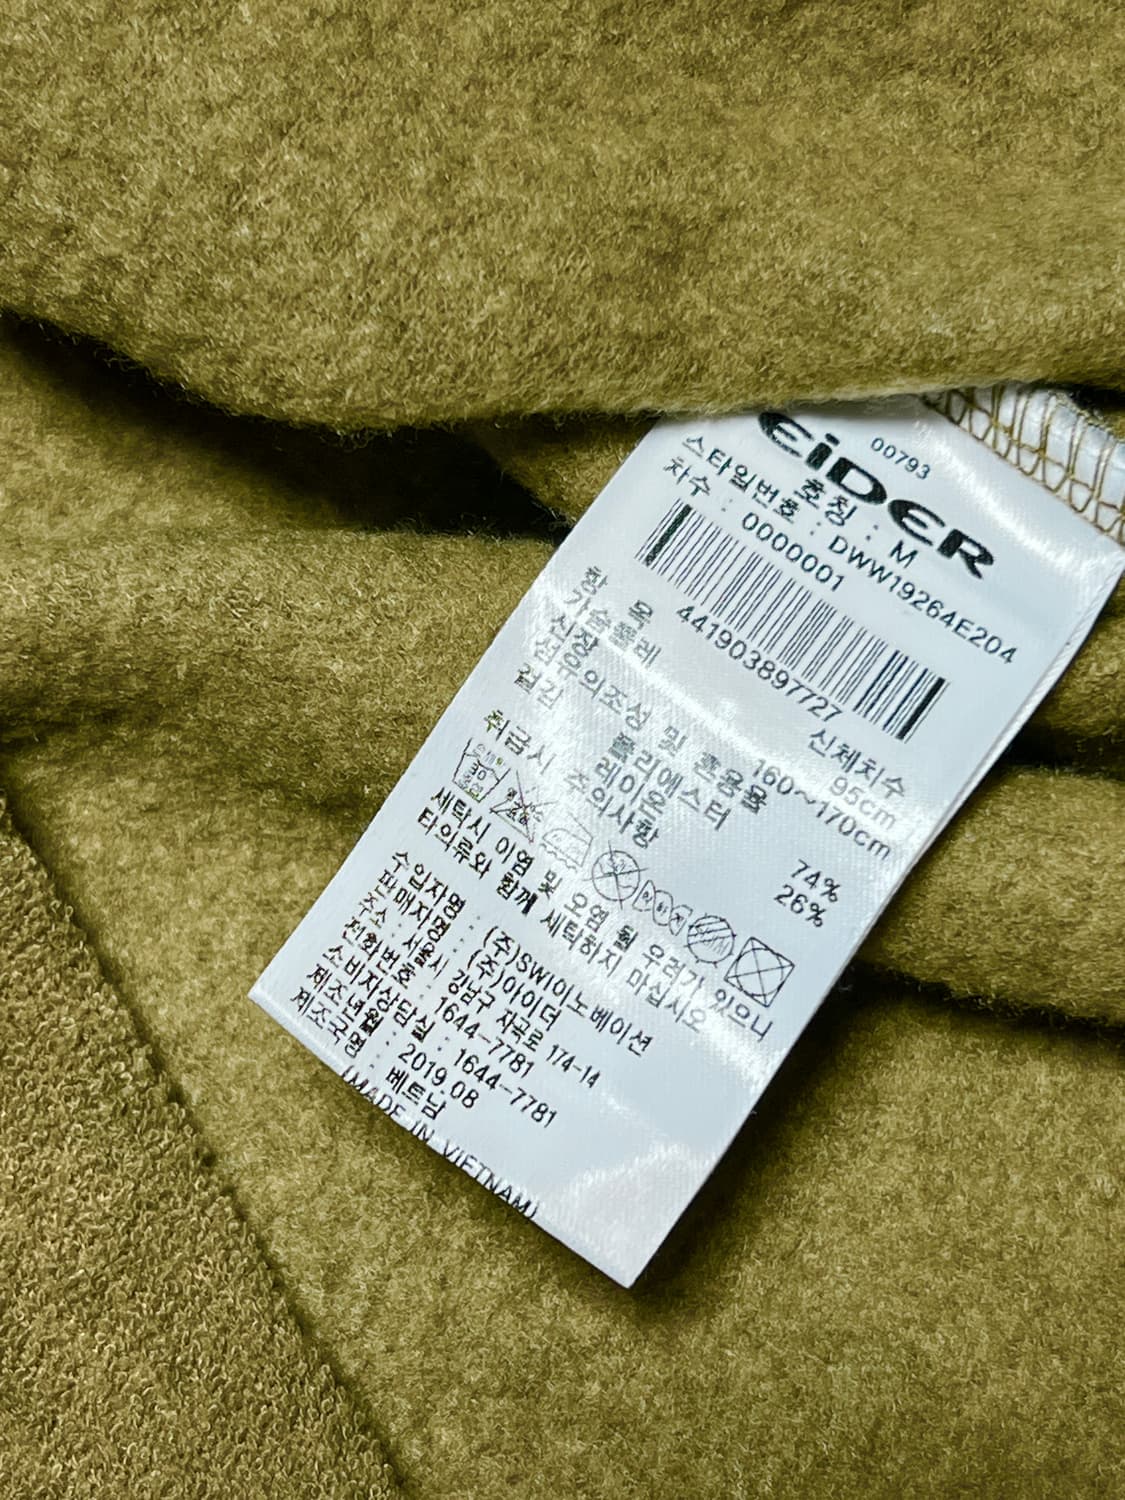 00793
EiDER
호칭 : M
스타일번호 : DWW19264E204
차수 : 0000001
4419038977727
항 목 신체치수
가슴둘레 95cm
신장 160~170cm
섬유의조성 및 혼용율
겉감 폴리에스터 74%
레이온 26%
취급시 주의사항
세탁시 이염 및 오염 될 우려가 있으니
타의류와 함께 세탁하지 마십시오
수입자명 : (주)SWI이노베이션
판매자명 : (주)아이더
주소 : 서울시 강남구 자곡로 174-14
전화번호 : 1644-7781
소비자상담실 : 1644-7781
제조년월 : 2019.08
제조국명 : 베트남
(MADE IN VIETNAM)